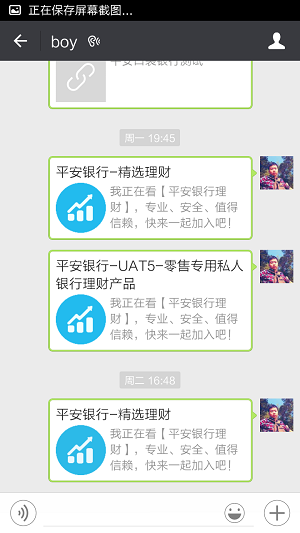 正在保存屏幕截图...
boy
平安口袋银行测试
周一 19:45
平安银行-精选理财
我正在看【平安银行理
财】，专业、安全、值得
信赖，快来一起加入吧！
平安银行-UAT5-零售专用私人
银行理财产品
我正在看【平安银行理
财】，专业、安全、值得
信赖，快来一起加入吧！
周二 16:48
平安银行-精选理财
我正在看【平安银行理
财】，专业、安全、值得
信赖，快来一起加入吧！